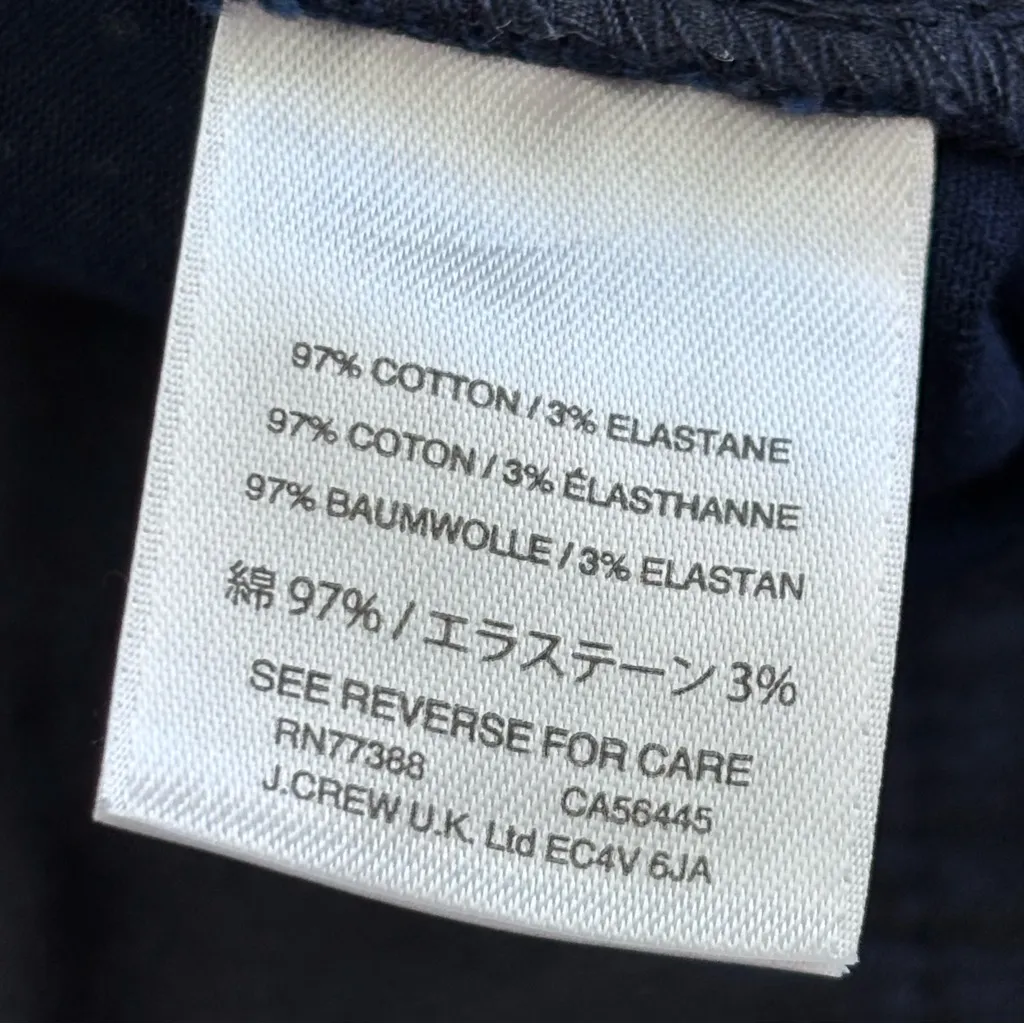 97% COTTON / 3% ELASTANE
97% COTON / 3% ÉLASTHANNE
97% BAUMWOLLE / 3% ELASTAN
綿 97% / エラステーン 3%
SEE REVERSE FOR CARE
RN77388 CA56445
J.CREW U.K. Ltd EC4V 6JA